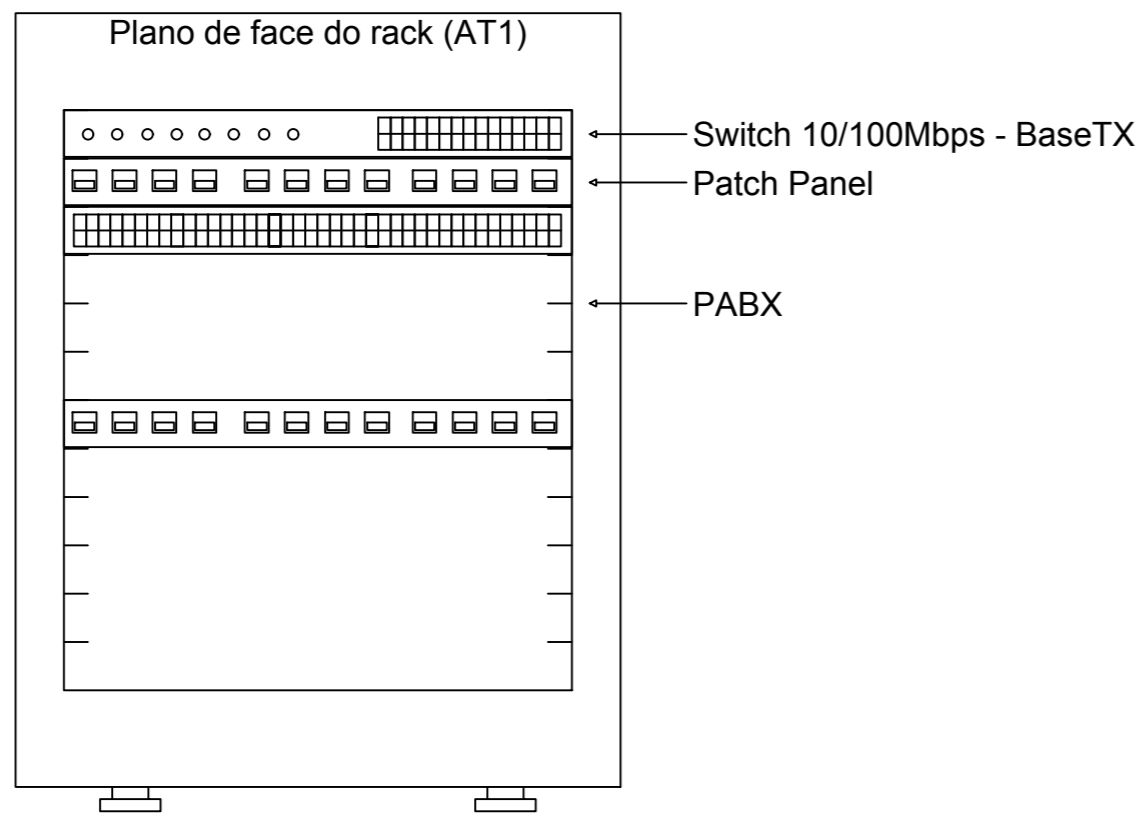 Plano de face do rack (AT1)
Switch 10/100Mbps - BaseTX
Patch Panel
PABX